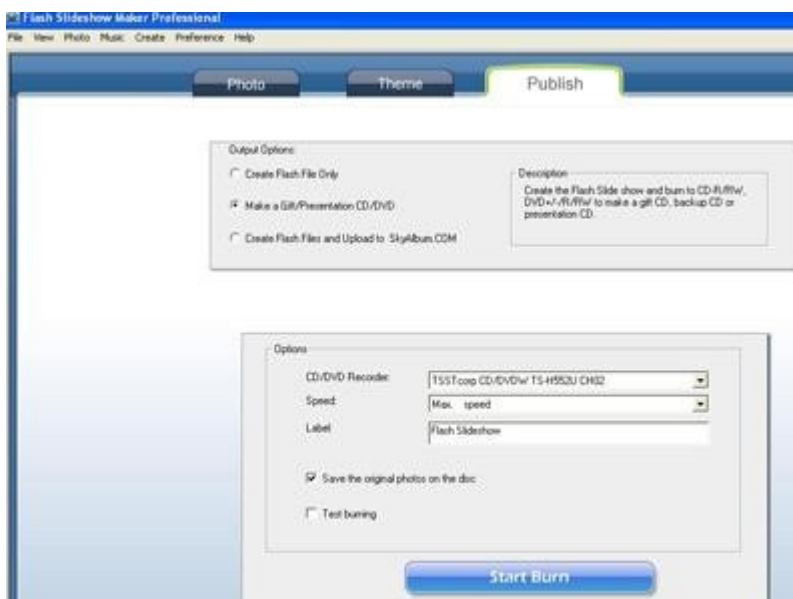 Flash Slideshow Maker Professional
File View Photo Music Create Preference Help
Photo Theme Publish
Output Options:
Create Flash File Only
Make a Gift/Presentation CD/DVD
Create Flash Files and Upload to SkyAlbum.COM
Description
Create the Flash Slide show and burn to CD-R/RW,
DVD+/-/R/RW to make a gift CD, backup CD or
presentation CD.
Options
CD/DVD Recorder: TSSTcorp CD/DVDW TS-H552U CH02
Speed: Max. speed
Label: Flash Slideshow
Save the original photos on the disc
Test burning
Start Burn